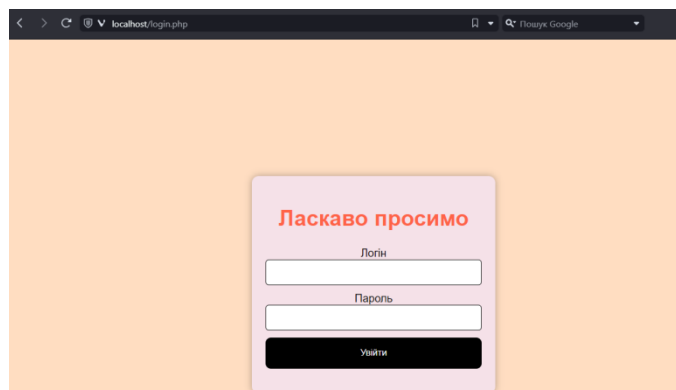 localhost/login.php
Пошук Google
Ласкаво просимо
Логін
Пароль
Увійти